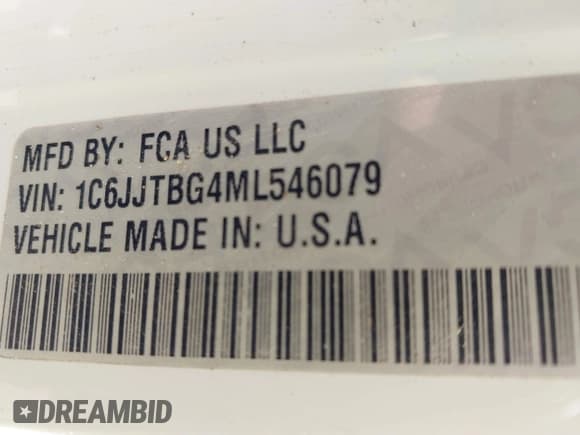 MFD BY: FCA US LLC
VIN: 1C6JJTBG4ML546079
VEHICLE MADE IN: U.S.A.
DREAMBID